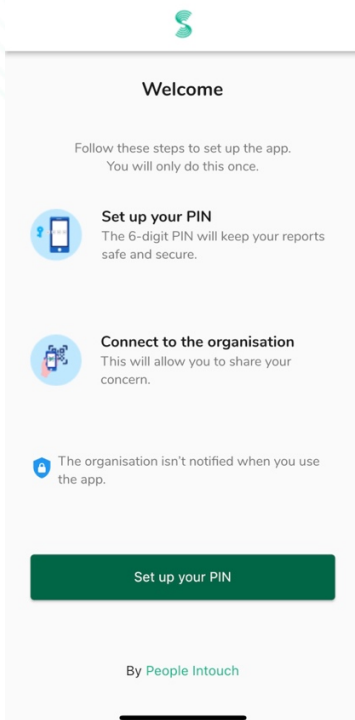 Welcome
Follow these steps to set up the app.
You will only do this once.
Set up your PIN
The 6-digit PIN will keep your reports
safe and secure.
Connect to the organisation
This will allow you to share your
concern.
The organisation isn't notified when you use
the app.
Set up your PIN
By People Intouch